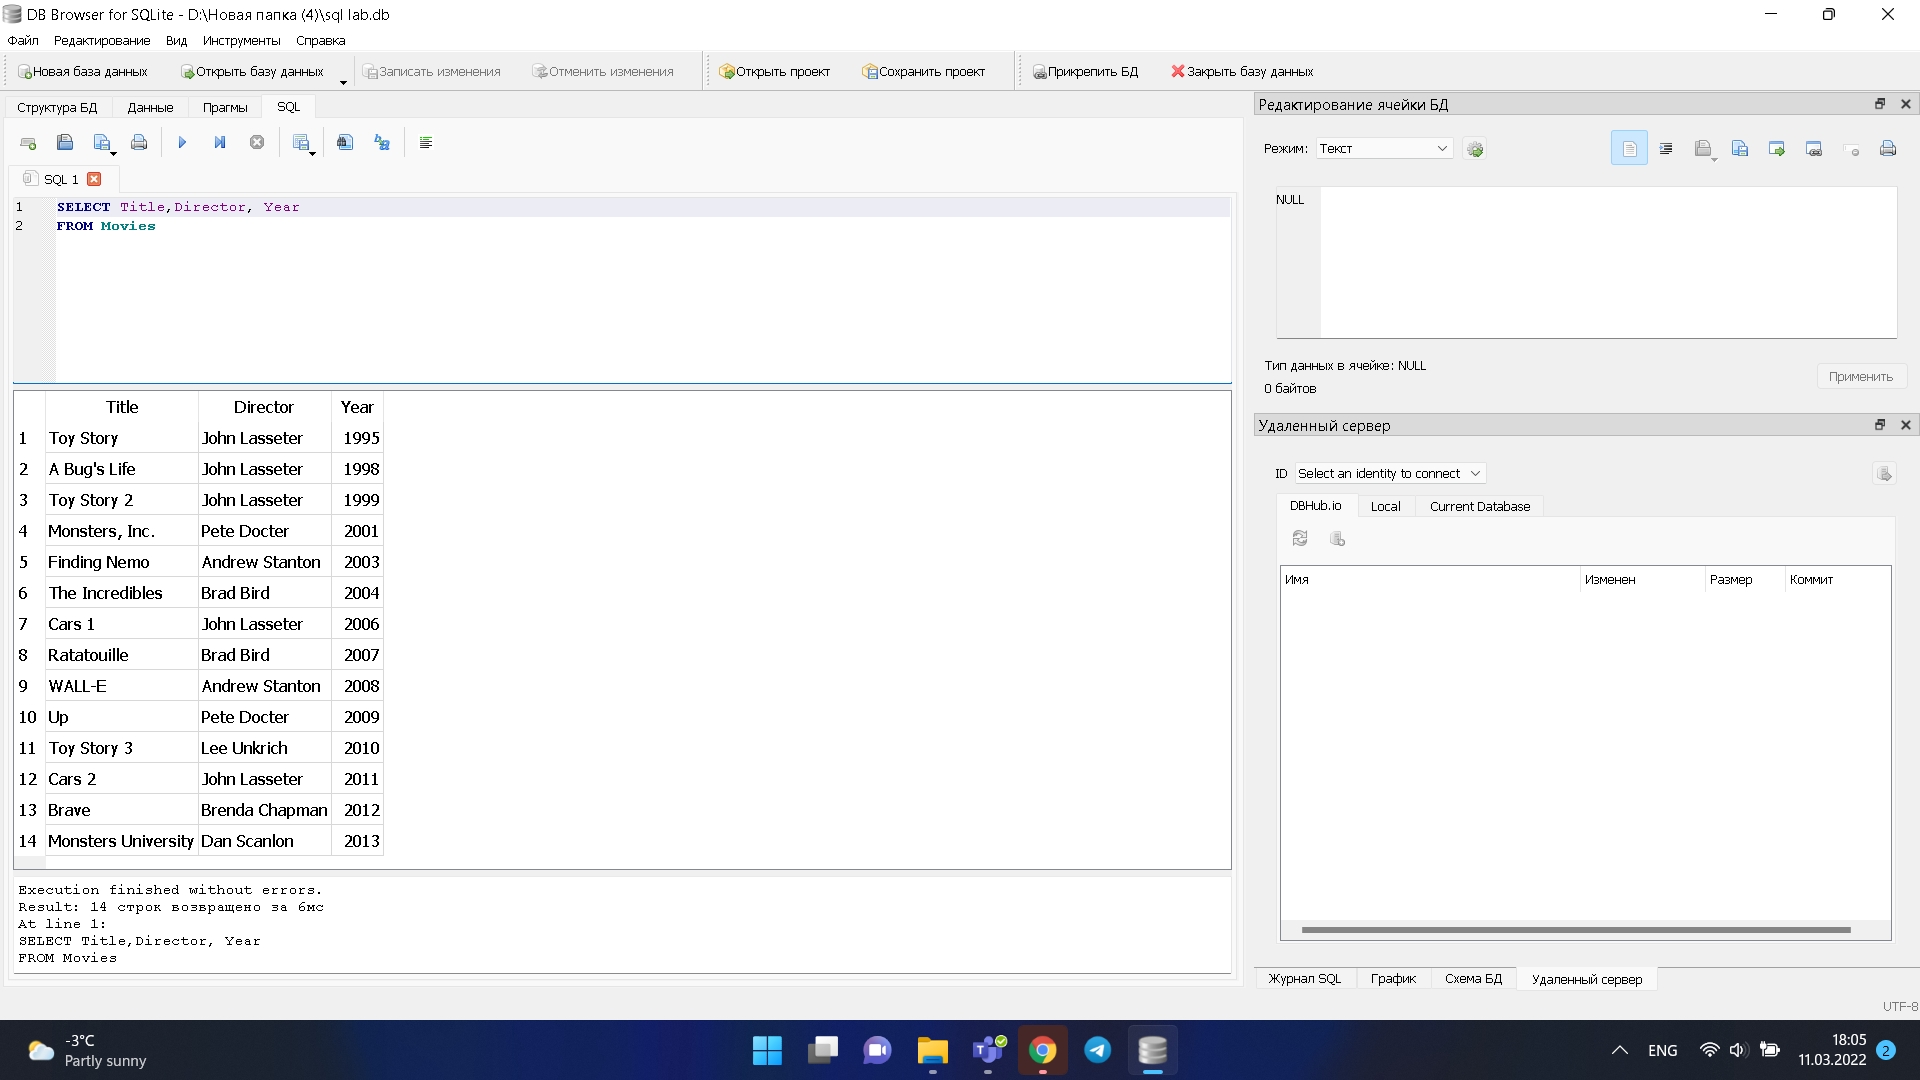 DB Browser for SQLite - D:\Новая папка (4)\sql lab.db
Файл Редактирование Вид Инструменты Справка
Новая база данных Открыть базу данных Записать изменения Отменить изменения Открыть проект Сохранить проект Прикрепить БД Закрыть базу данных
Структура БД Данные Прагмы SQL
SQL 1
1 SELECT Title,Director, Year
2 FROM Movies
Title Director Year
1 Toy Story John Lasseter 1995
2 A Bug's Life John Lasseter 1998
3 Toy Story 2 John Lasseter 1999
4 Monsters, Inc. Pete Docter 2001
5 Finding Nemo Andrew Stanton 2003
6 The Incredibles Brad Bird 2004
7 Cars 1 John Lasseter 2006
8 Ratatouille Brad Bird 2007
9 WALL-E Andrew Stanton 2008
10 Up Pete Docter 2009
11 Toy Story 3 Lee Unkrich 2010
12 Cars 2 John Lasseter 2011
13 Brave Brenda Chapman 2012
14 Monsters University Dan Scanlon 2013
Execution finished without errors.
Result: 14 строк возвращено за 6мс
At line 1:
SELECT Title,Director, Year
FROM Movies
Редактирование ячейки БД
Режим: Текст
NULL
Тип данных в ячейке: NULL
0 байтов
Применить
Удаленный сервер
ID Select an identity to connect
DBHub.io Local Current Database
Имя Изменен Размер Коммит
Журнал SQL График Схема БД Удаленный сервер
UTF-8
-3°C
Partly sunny
ENG
18:05
11.03.2022
2